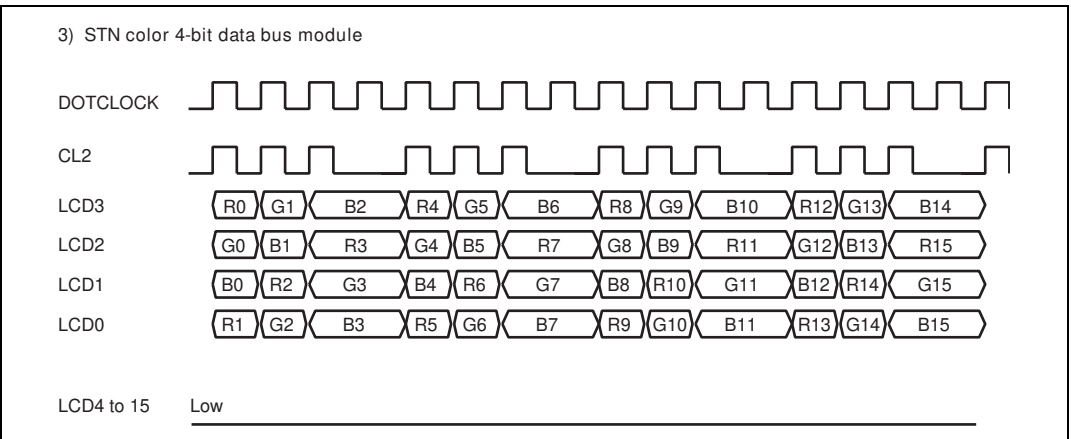 3) STN color 4-bit data bus module
DOTCLOCK
CL2
LCD3 R0 G1 B2 R4 G5 B6 R8 G9 B10 R12 G13 B14
LCD2 G0 B1 R3 G4 B5 R7 G8 B9 R11 G12 B13 R15
LCD1 B0 R2 G3 B4 R6 G7 B8 R10 G11 B12 R14 G15
LCD0 R1 G2 B3 R5 G6 B7 R9 G10 B11 R13 G14 B15
LCD4 to 15 Low